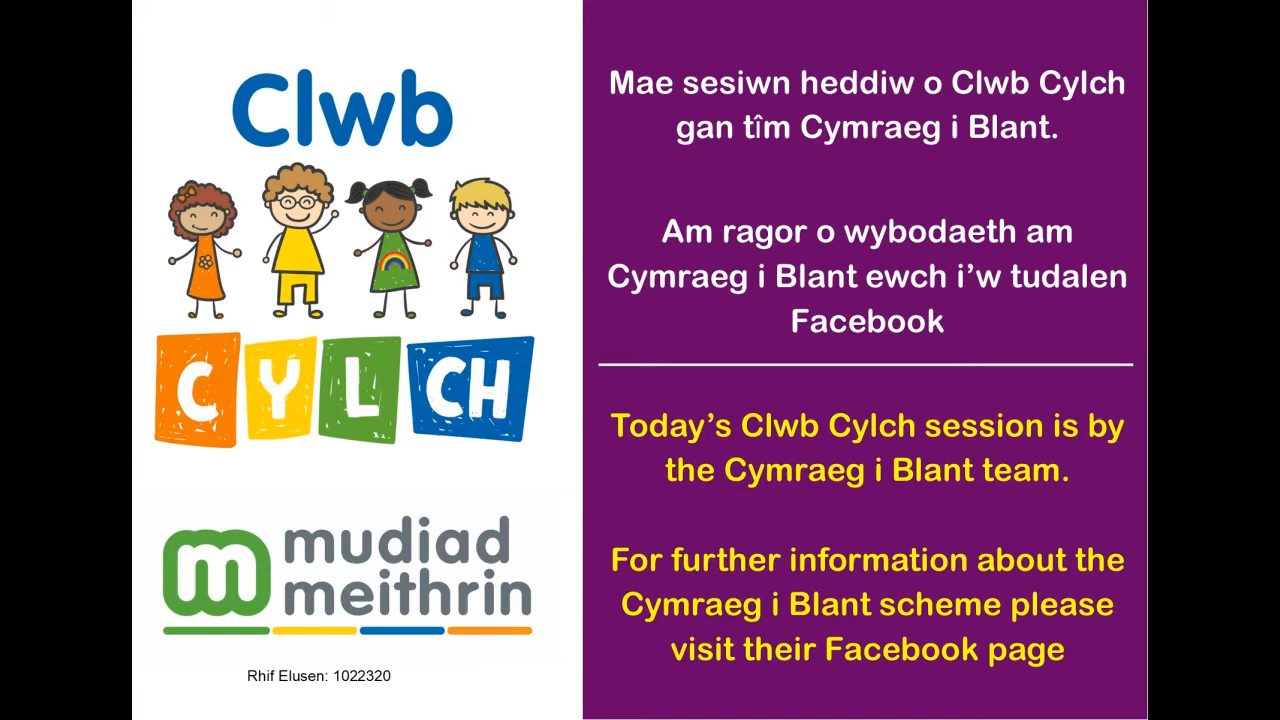 Clwb
CYLCH
mudiad
meithrin
Rhif Elusen: 1022320
Mae sesiwn heddiw o Clwb Cylch
gan tîm Cymraeg i Blant.
Am ragor o wybodaeth am
Cymraeg i Blant ewch i’w tudalen
Facebook
Today’s Clwb Cylch session is by
the Cymraeg i Blant team.
For further information about the
Cymraeg i Blant scheme please
visit their Facebook page